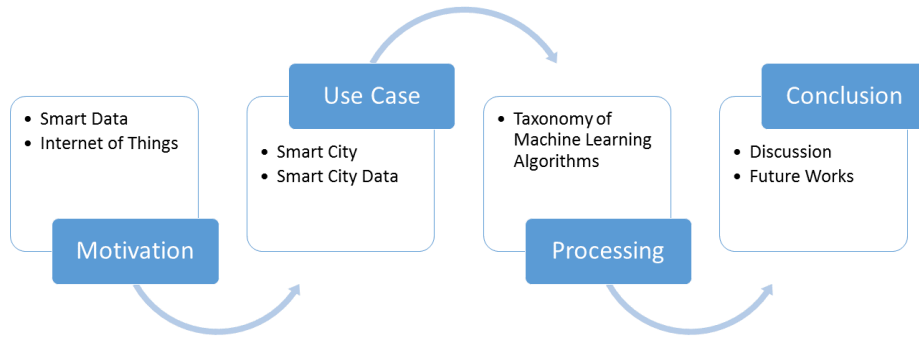 • Smart Data
• Internet of Things
Motivation
Use Case
• Smart City
• Smart City Data
• Taxonomy of
Machine Learning
Algorithms
Processing
Conclusion
• Discussion
• Future Works